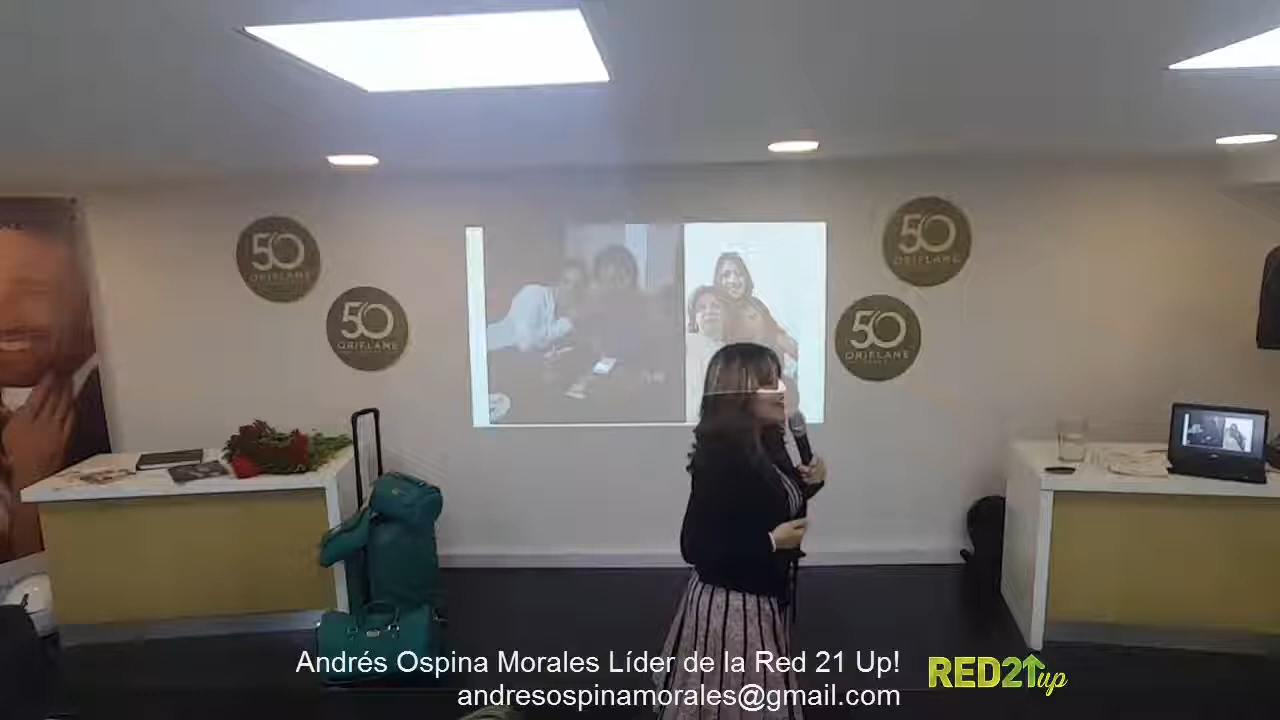 50
ORIFLAME
50
ORIFLAME
50
ORIFLAME
50
ORIFLAME
Andrés Ospina Morales Líder de la Red 21 Up!
andresospinamorales@gmail.com
RED21up